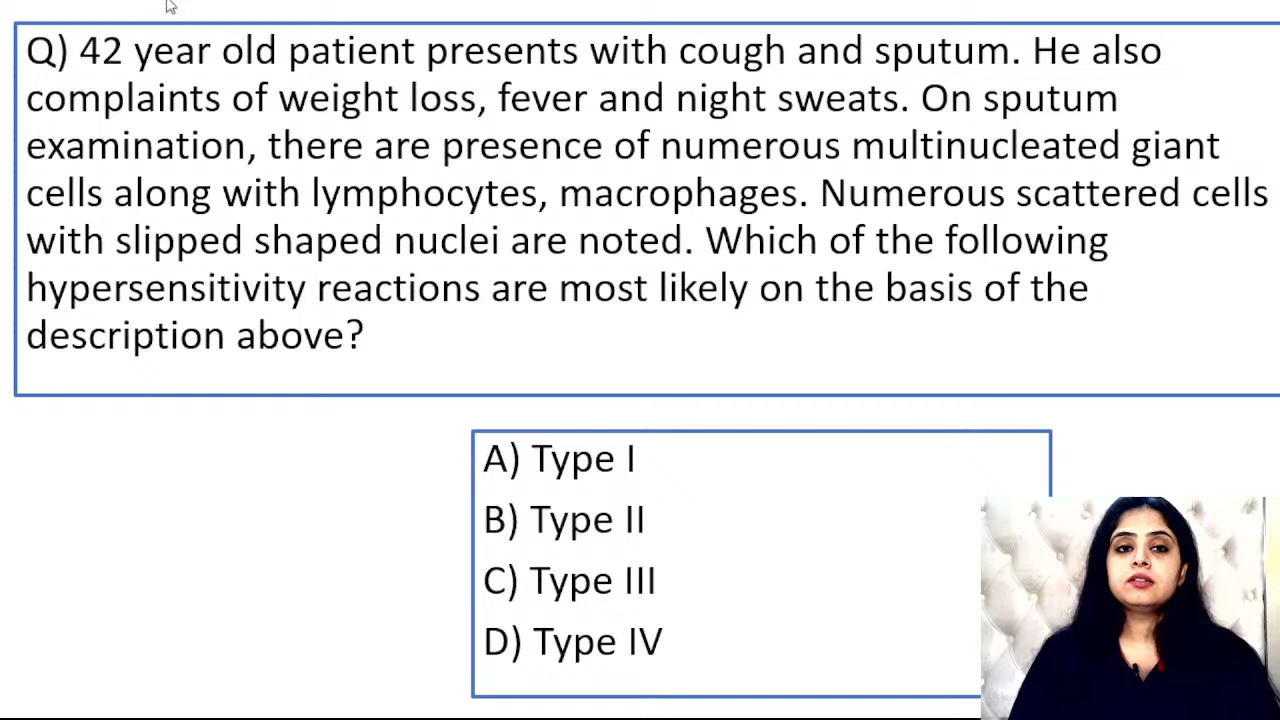 Q) 42 year old patient presents with cough and sputum. He also
complaints of weight loss, fever and night sweats. On sputum
examination, there are presence of numerous multinucleated giant
cells along with lymphocytes, macrophages. Numerous scattered cells
with slipped shaped nuclei are noted. Which of the following
hypersensitivity reactions are most likely on the basis of the
description above?
A) Type I
B) Type II
C) Type III
D) Type IV